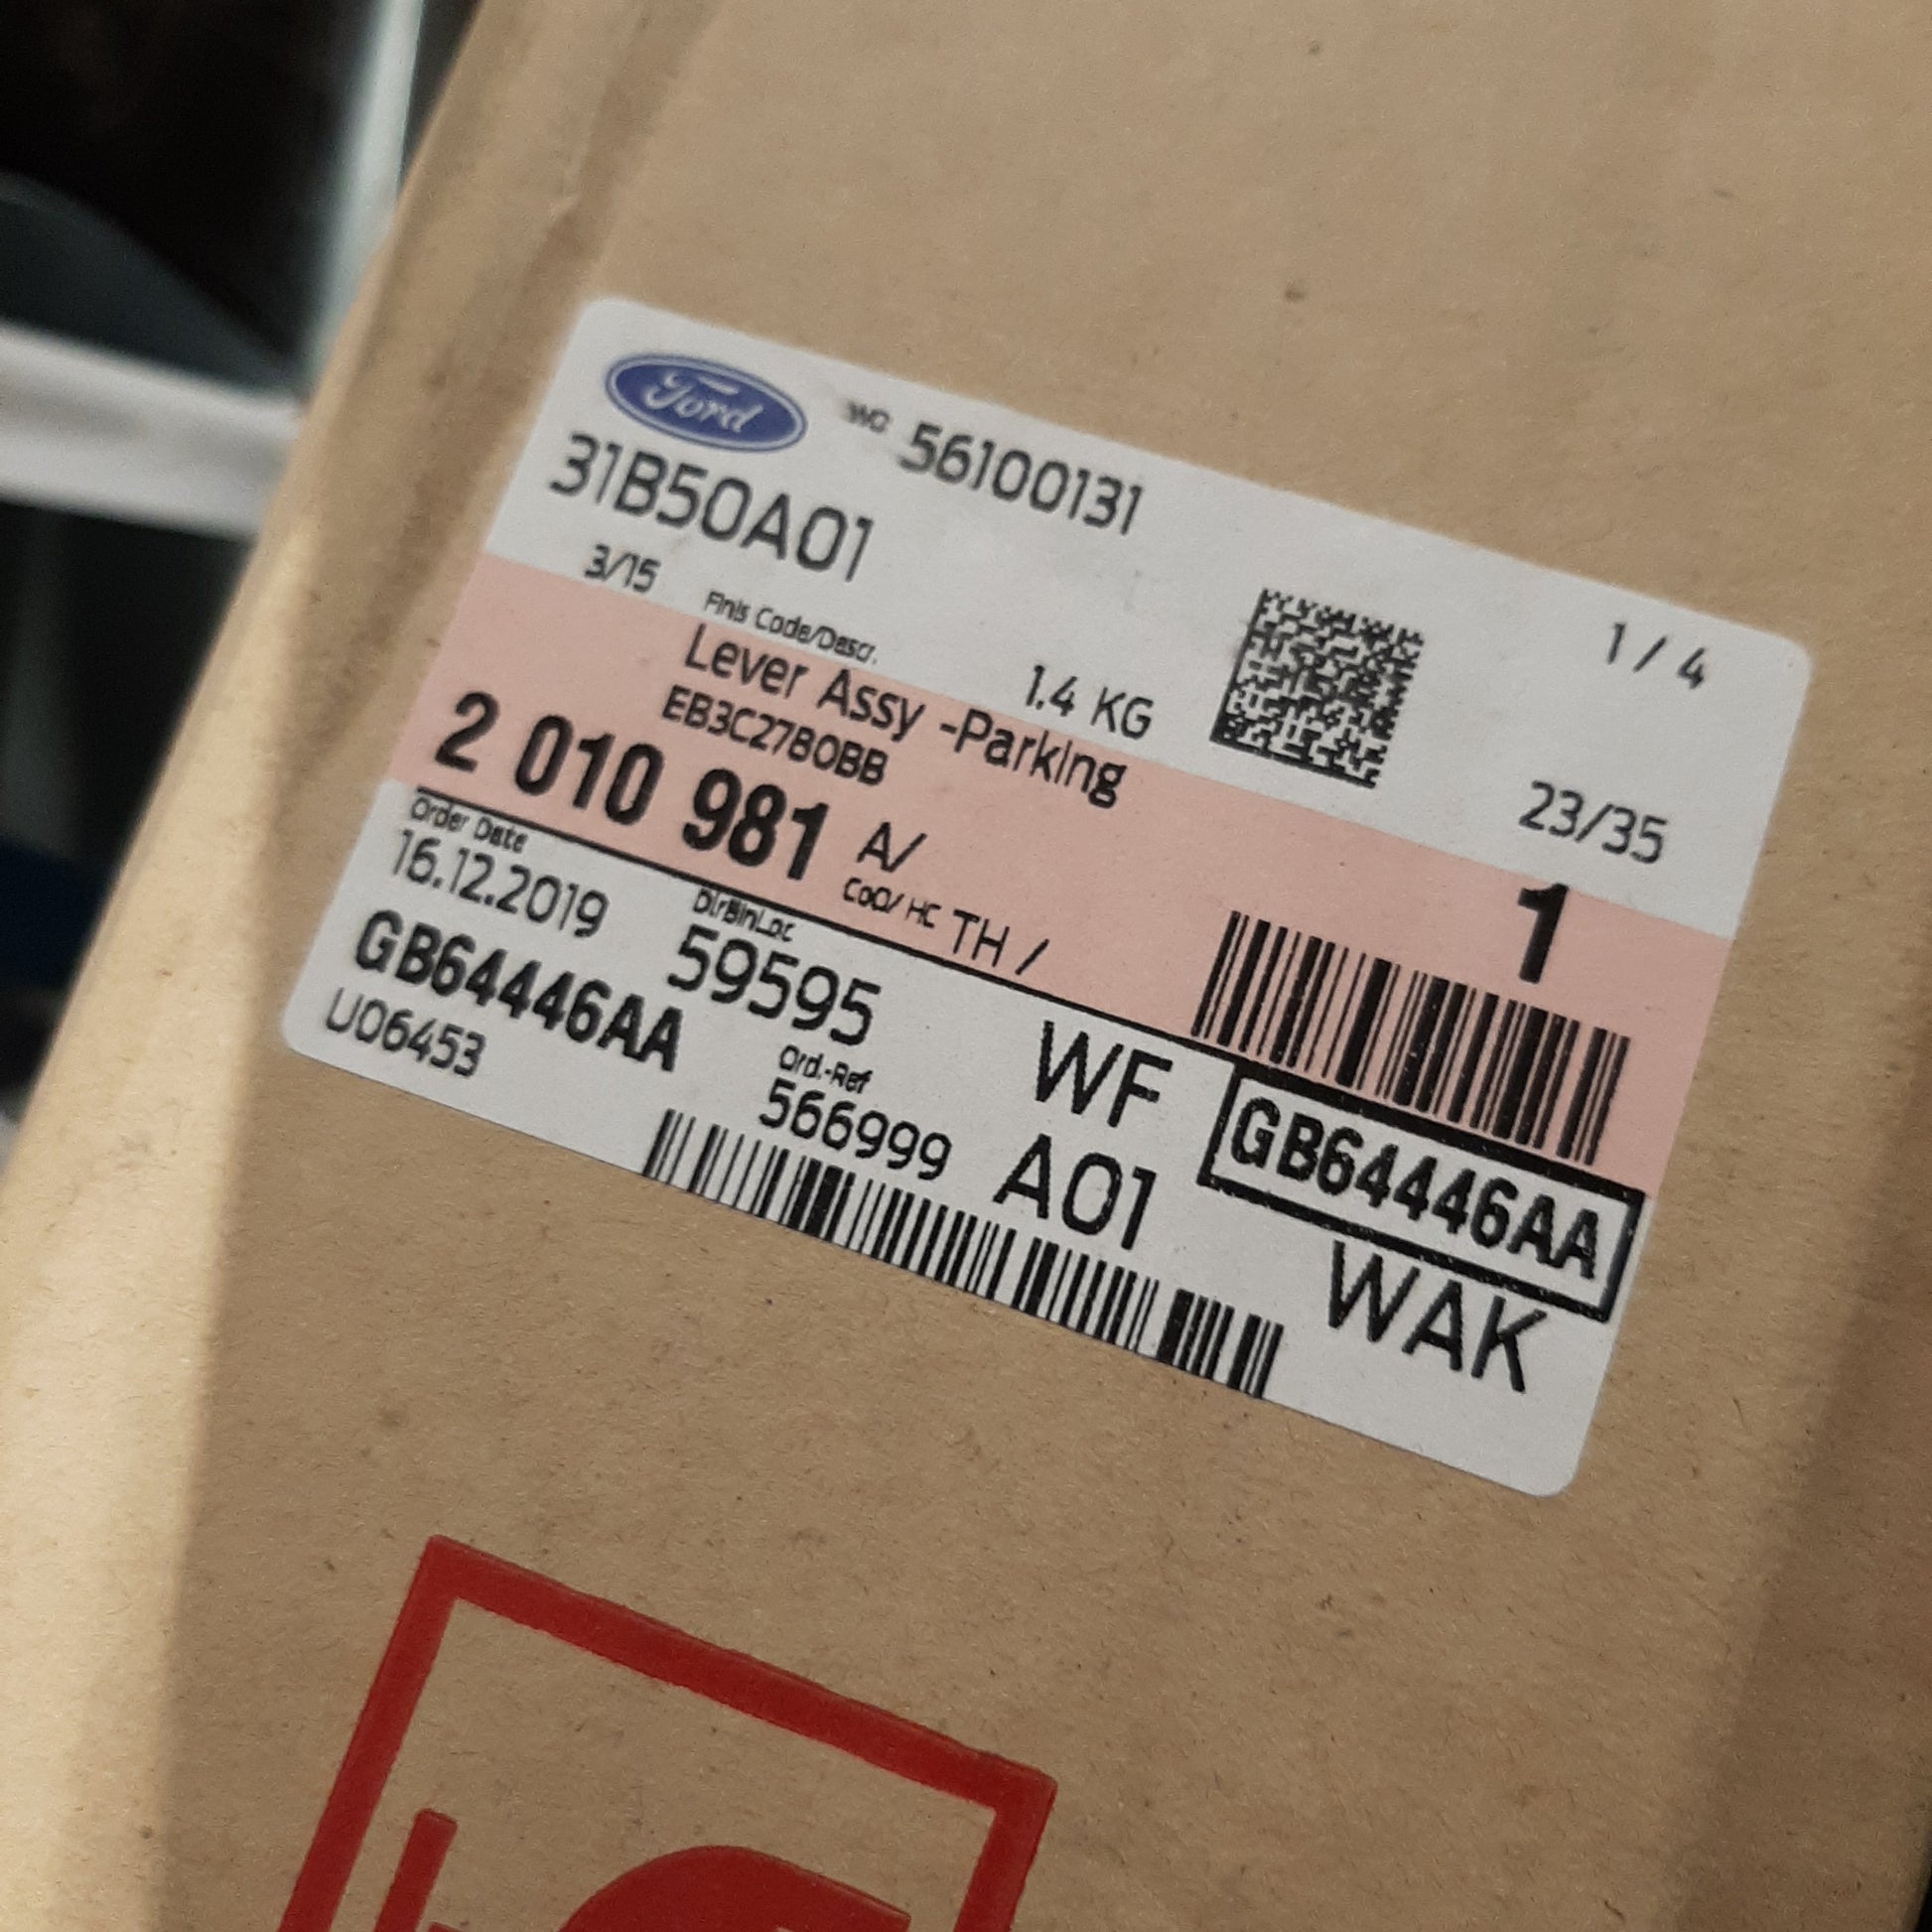 Ford
WO 56100131
31B50A01
1 / 4
3/15
Finis Code/Descr.
1.4 KG
23/35
Lever Assy -Parking
EB3C2780BB
2 010 981 A/
1
CoO/ HC TH /
Order Date
16.12.2019
DirBinLoc
59595
WF
GB64446AA
GB64446AA
U06453
Ord.-Ref
566999
A01
WAK